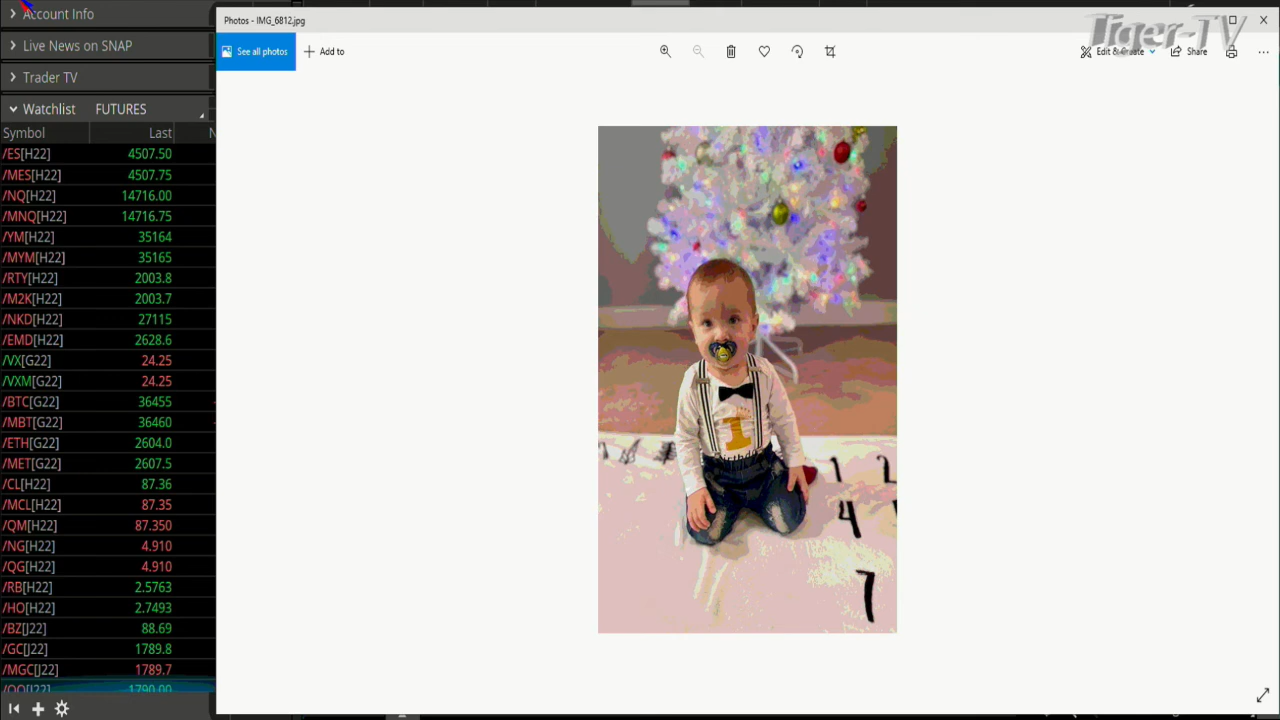 Account Info
Live News on SNAP
Trader TV
Watchlist FUTURES
Symbol Last N
/ES[H22] 4507.50
/MES[H22] 4507.75
/NQ[H22] 14716.00
/MNQ[H22] 14716.75
/YM[H22] 35164
/MYM[H22] 35165
/RTY[H22] 2003.8
/M2K[H22] 2003.7
/NKD[H22] 27115
/EMD[H22] 2628.6
/VX[G22] 24.25
/VXM[G22] 24.25
/BTC[G22] 36455
/MBT[G22] 36460
/ETH[G22] 2604.0
/MET[G22] 2607.5
/CL[H22] 87.36
/MCL[H22] 87.35
/QM[H22] 87.350
/NG[H22] 4.910
/QG[H22] 4.910
/RB[H22] 2.5763
/HO[H22] 2.7493
/BZ[J22] 88.69
/GC[J22] 1789.8
/MGC[J22] 1789.7
/QO[J22] 1790.00
Photos - IMG_6812.jpg
Tiger-TV
See all photos
Add to
Edit & Create
Share
1
1 2
4
7